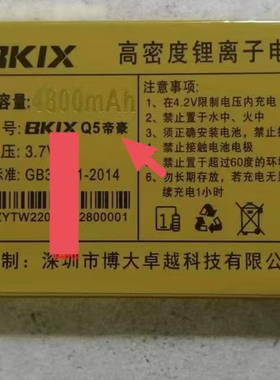 BKIX 高密度锂离子电
容量: 4800mAh
注意事项:
号: BKIX Q5帝豪
压: 3.7V
标准: GB31 1-2014
ZYTW220 2800001
1、在4.2V限制电压内充电
2、禁止置于水中、火中
3、须正确安装电池,禁
4、禁止接触电池电极
5、禁止置于超过60度的环境
6、勿长期存放,若充电无
续充电1小时
制: 深圳市博大卓越科技有限公